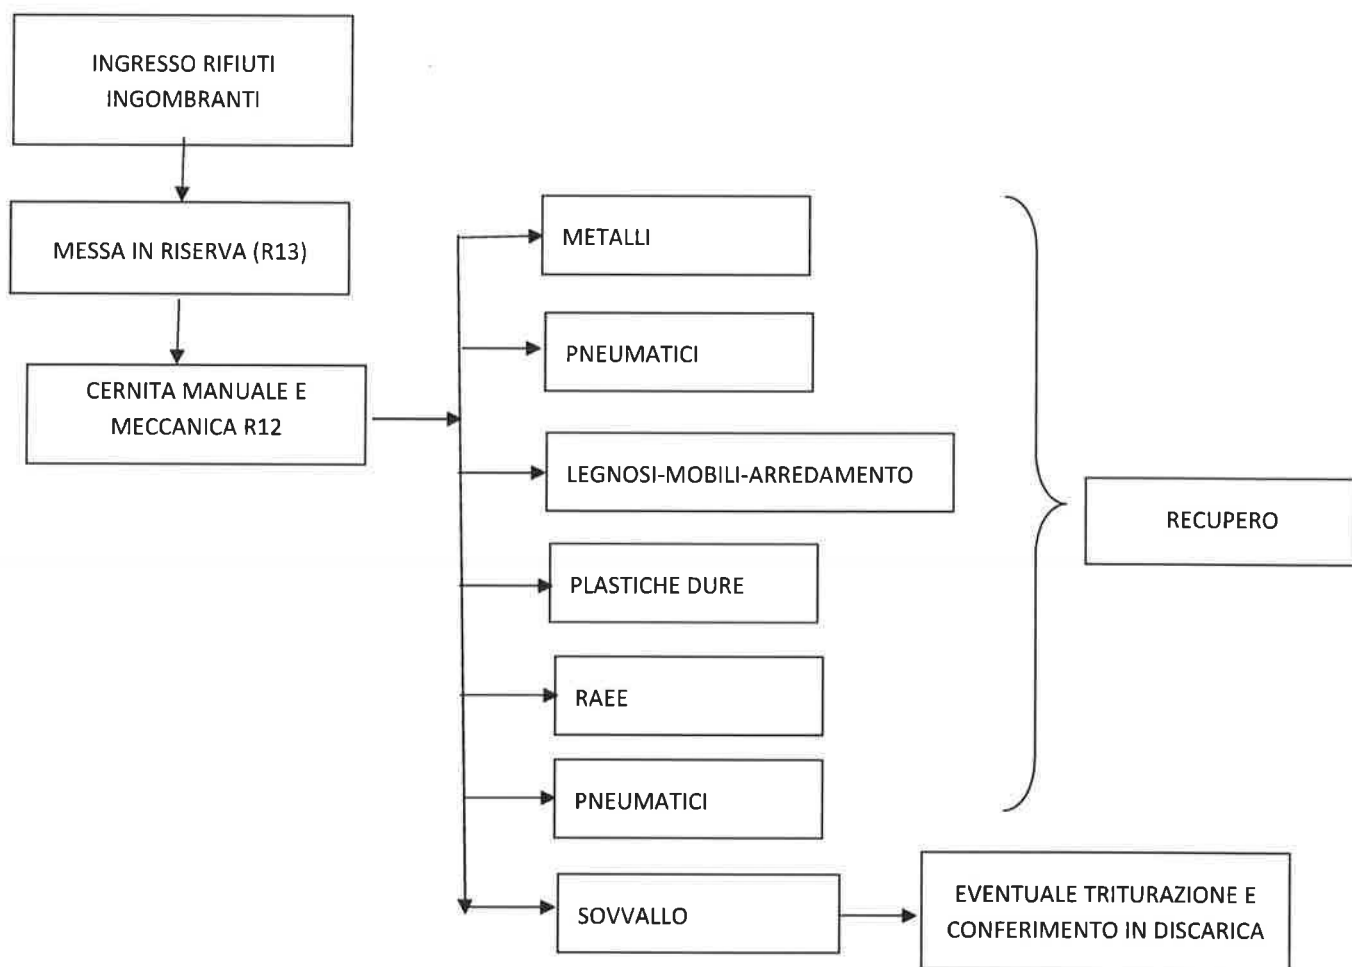 INGRESSO RIFIUTI
INGOMBRANTI
MESSA IN RISERVA (R13)
CERNITA MANUALE E
MECCANICA R12
METALLI
PNEUMATICI
LEGNOSI-MOBILI-ARREDAMENTO
PLASTICHE DURE
RAEE
PNEUMATICI
SOVVALLO
RECUPERO
EVENTUALE TRITURAZIONE E
CONFERIMENTO IN DISCARICA